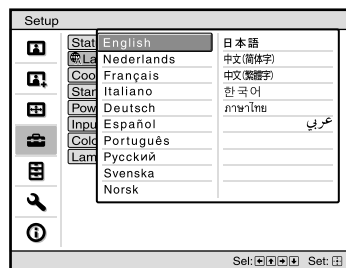 Setup
Stat
La
Coo
Star
Pow
Inpu
Colo
Lam
English
Nederlands
Français
Italiano
Deutsch
Español
Português
Русский
Svenska
Norsk
日本語
中文(简体字)
中文(繁體字)
한국어
ภาษาไทย
عربي
Sel: Set: